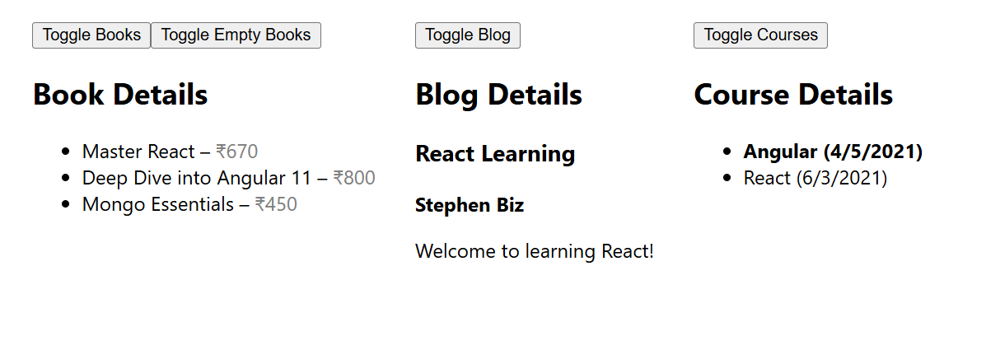 Toggle Books Toggle Empty Books
Book Details
Master React – ₹670
Deep Dive into Angular 11 – ₹800
Mongo Essentials – ₹450
Toggle Blog
Blog Details
React Learning
Stephen Biz
Welcome to learning React!
Toggle Courses
Course Details
Angular (4/5/2021)
React (6/3/2021)